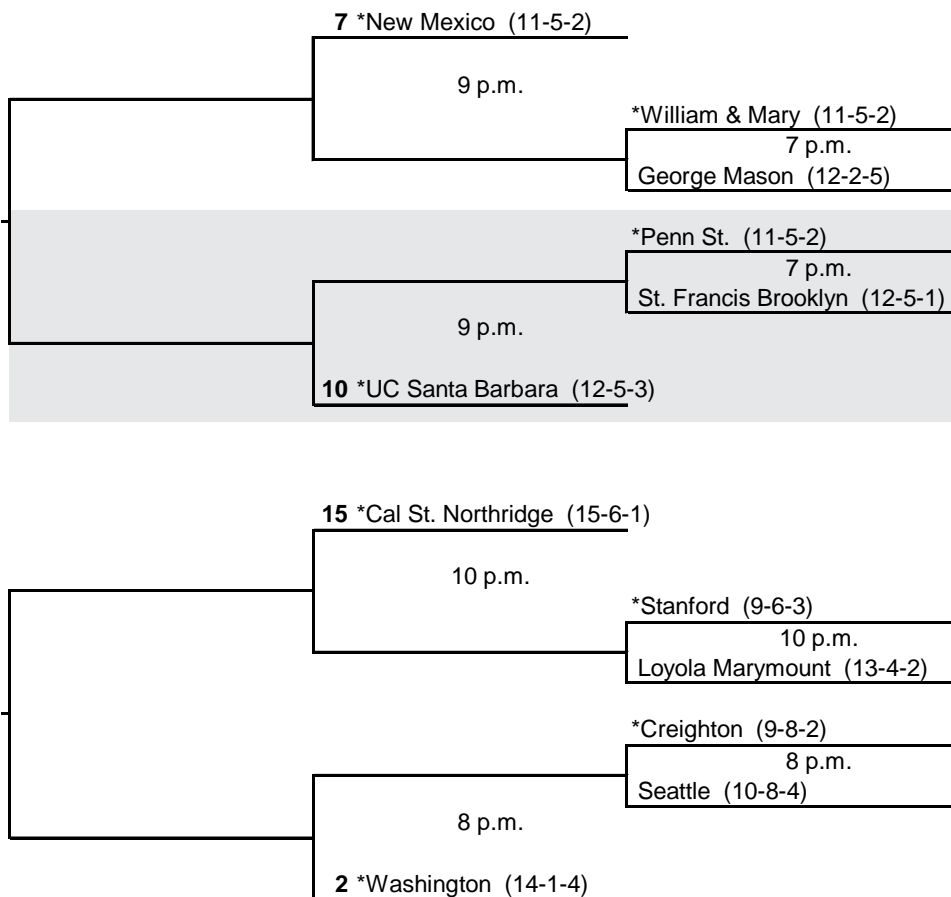 7 *New Mexico (11-5-2)
9 p.m.
*William & Mary (11-5-2)
7 p.m.
George Mason (12-2-5)
*Penn St. (11-5-2)
7 p.m.
St. Francis Brooklyn (12-5-1)
9 p.m.
10 *UC Santa Barbara (12-5-3)
15 *Cal St. Northridge (15-6-1)
10 p.m.
*Stanford (9-6-3)
10 p.m.
Loyola Marymount (13-4-2)
*Creighton (9-8-2)
8 p.m.
Seattle (10-8-4)
8 p.m.
2 *Washington (14-1-4)